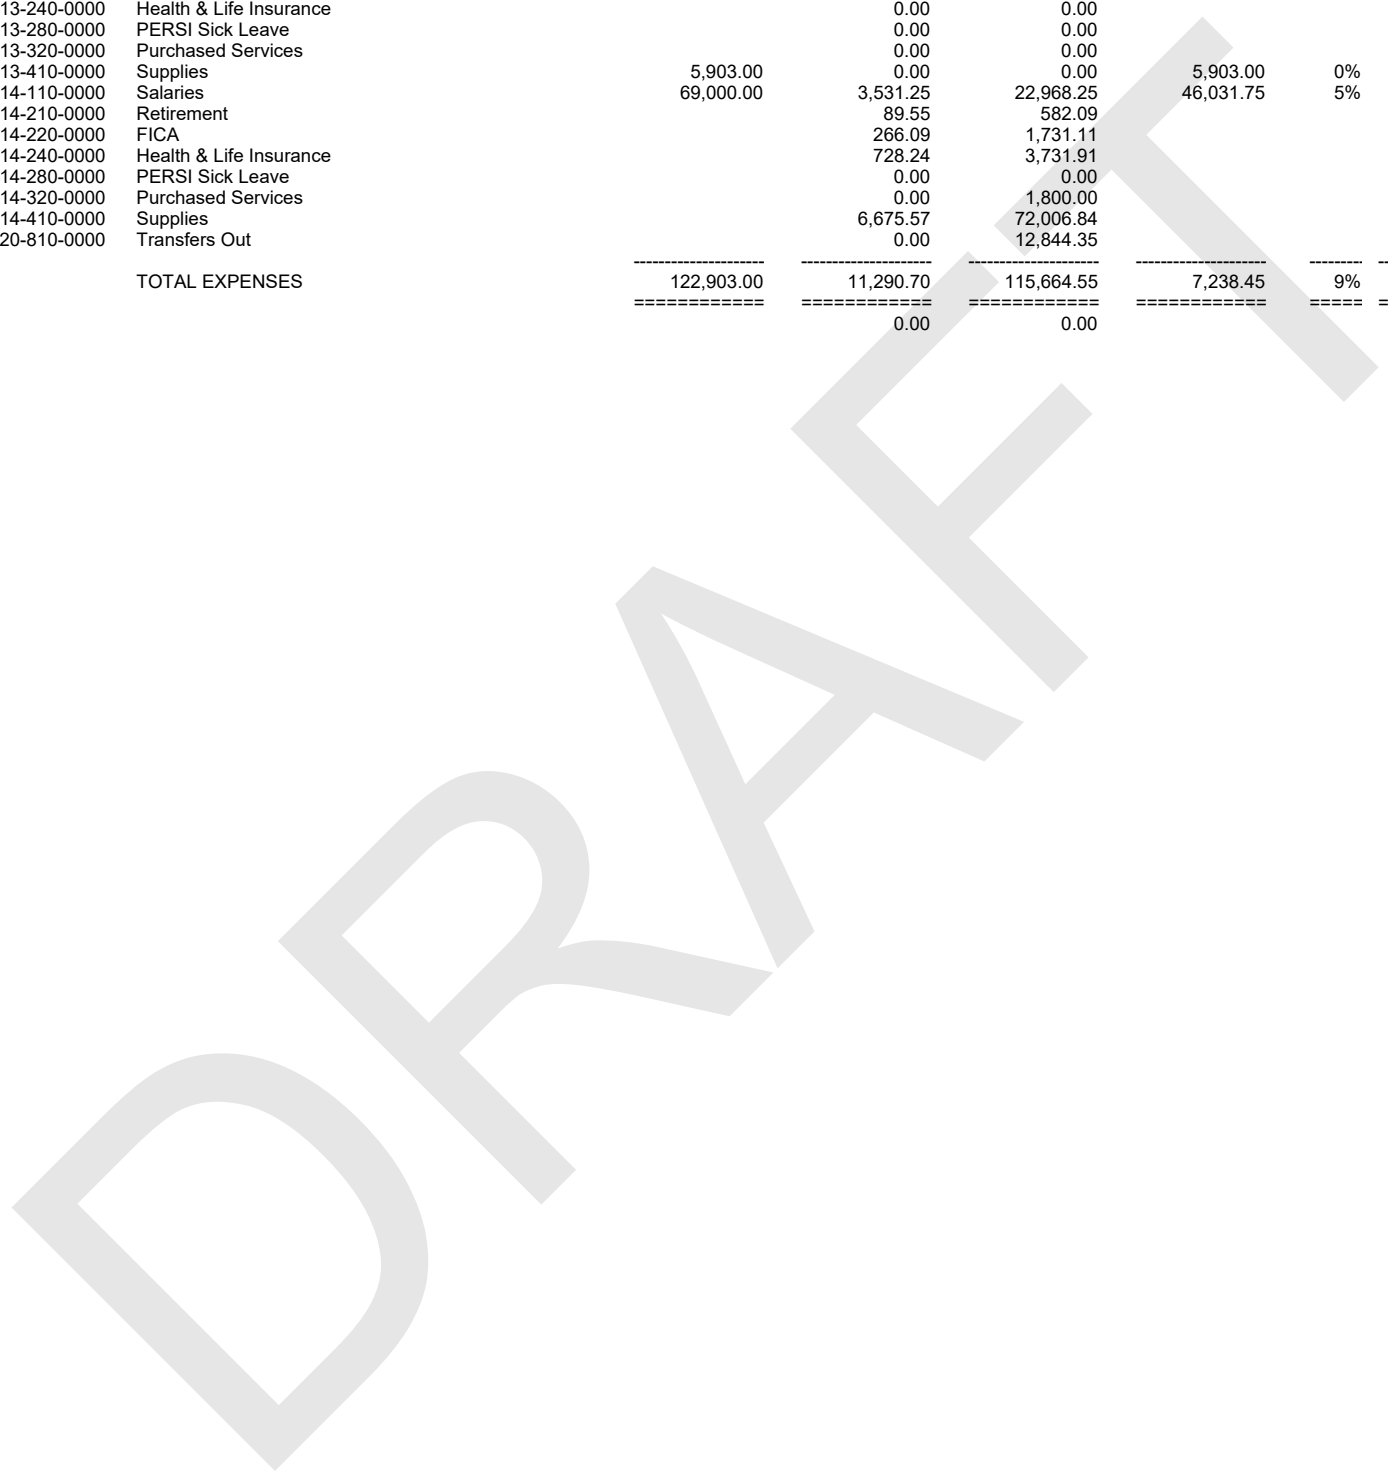 13-240-0000 Health & Life Insurance 0.00 0.00
13-280-0000 PERSI Sick Leave 0.00 0.00
13-320-0000 Purchased Services 0.00 0.00
13-410-0000 Supplies 5,903.00 0.00 0.00 5,903.00 0%
14-110-0000 Salaries 69,000.00 3,531.25 22,968.25 46,031.75 5%
14-210-0000 Retirement 89.55 582.09
14-220-0000 FICA 266.09 1,731.11
14-240-0000 Health & Life Insurance 728.24 3,731.91
14-280-0000 PERSI Sick Leave 0.00 0.00
14-320-0000 Purchased Services 0.00 1,800.00
14-410-0000 Supplies 6,675.57 72,006.84
20-810-0000 Transfers Out 0.00 12,844.35
--------------------- --------------------- --------------------- --------------------- -------- --
TOTAL EXPENSES 122,903.00 11,290.70 115,664.55 7,238.45 9%
============ ============ ============ ============ ===== =
0.00 0.00
DRAFT